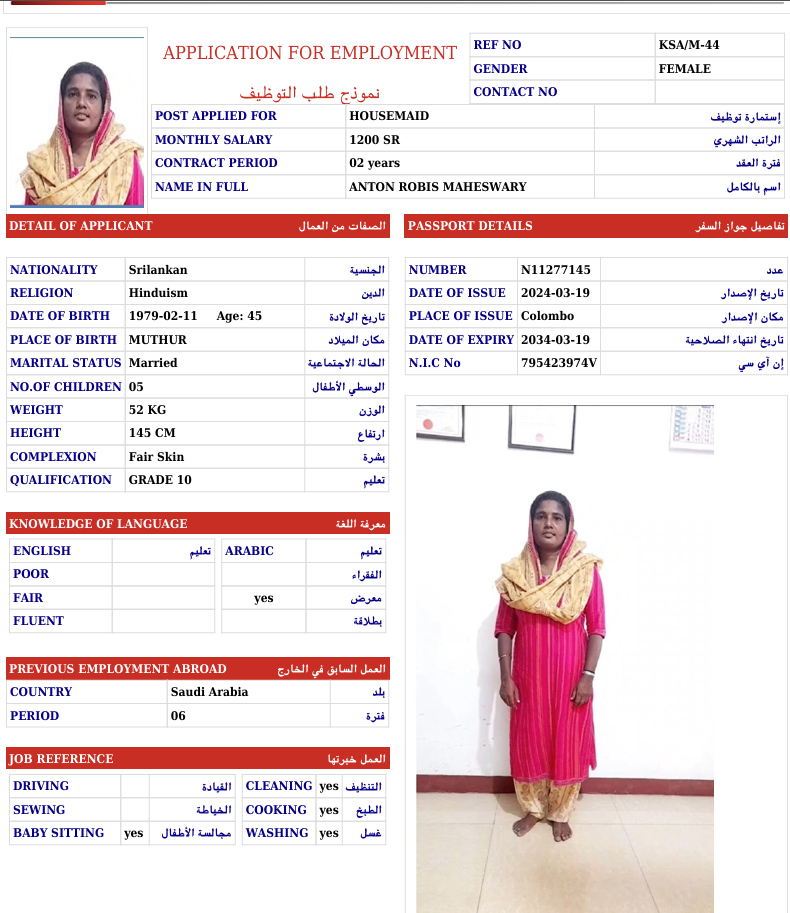 APPLICATION FOR EMPLOYMENT
نموذج طلب التوظيف
REF NO KSA/M-44
GENDER FEMALE
CONTACT NO
POST APPLIED FOR HOUSEMAID إستمارة توظيف
MONTHLY SALARY 1200 SR الراتب الشهري
CONTRACT PERIOD 02 years فترة العقد
NAME IN FULL ANTON ROBIS MAHESWARY اسم بالكامل
DETAIL OF APPLICANT الصفات من العمال
NATIONALITY Srilankan الجنسية
RELIGION Hinduism الدين
DATE OF BIRTH 1979-02-11 Age: 45 تاريخ الولادة
PLACE OF BIRTH MUTHUR مكان الميلاد
MARITAL STATUS Married الحالة الاجتماعية
NO.OF CHILDREN 05 الوسطي الأطفال
WEIGHT 52 KG الوزن
HEIGHT 145 CM ارتفاع
COMPLEXION Fair Skin بشرة
QUALIFICATION GRADE 10 تعليم
KNOWLEDGE OF LANGUAGE معرفة اللغة
ENGLISH تعليم ARABIC تعليم
POOR الفقراء
FAIR yes معرض
FLUENT بطلاقة
PREVIOUS EMPLOYMENT ABROAD العمل السابق في الخارج
COUNTRY Saudi Arabia بلد
PERIOD 06 فترة
JOB REFERENCE العمل خبرتها
DRIVING القيادة CLEANING yes التنظيف
SEWING الخياطة COOKING yes الطبخ
BABY SITTING yes مجالسة الأطفال WASHING yes غسل
PASSPORT DETAILS تفاصيل جواز السفر
NUMBER N11277145 عدد
DATE OF ISSUE 2024-03-19 تاريخ الإصدار
PLACE OF ISSUE Colombo مكان الإصدار
DATE OF EXPIRY 2034-03-19 تاريخ انتهاء الصلاحية
N.I.C No 795423974V إن آي سي